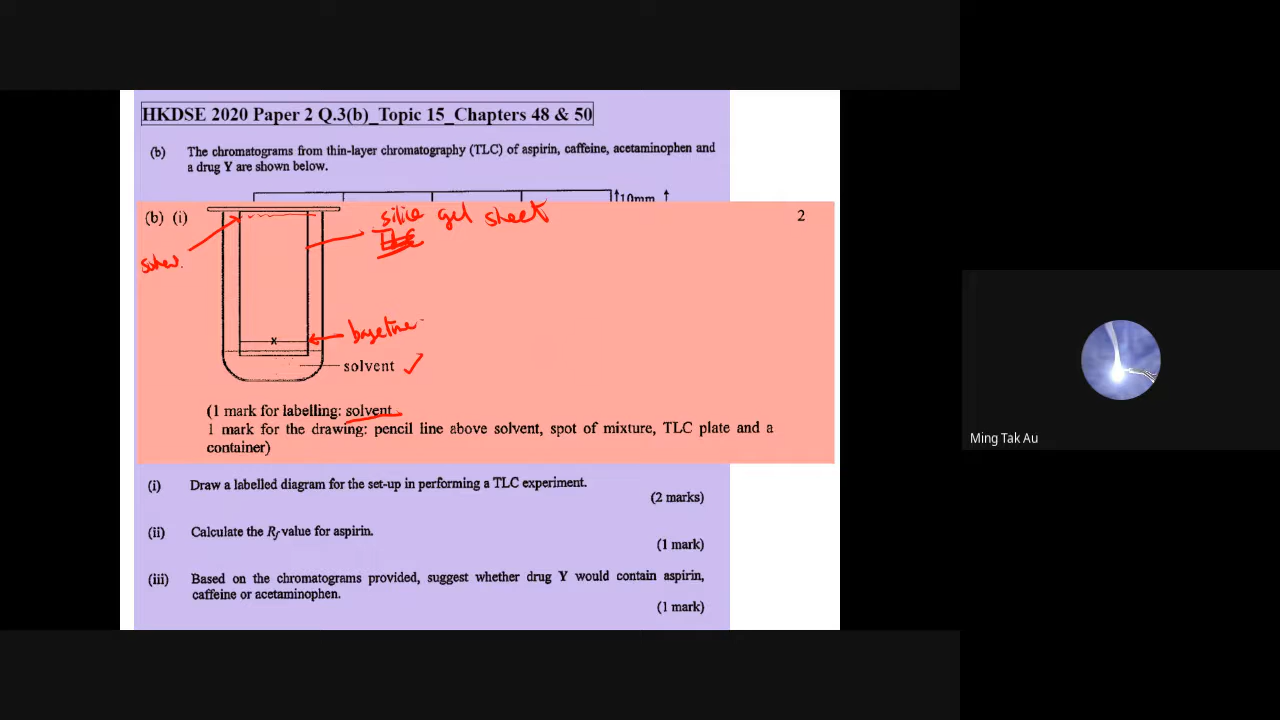 HKDSE 2020 Paper 2 Q.3(b)_Topic 15_Chapters 48 & 50
(b) The chromatograms from thin-layer chromatography (TLC) of aspirin, caffeine, acetaminophen and
a drug Y are shown below.
10mm
(b) (i) 2
silica gel sheet
baseline
solvent
(1 mark for labelling: solvent
1 mark for the drawing: pencil line above solvent, spot of mixture, TLC plate and a
container)
(i) Draw a labelled diagram for the set-up in performing a TLC experiment.
(2 marks)
(ii) Calculate the Rf value for aspirin.
(1 mark)
(iii) Based on the chromatograms provided, suggest whether drug Y would contain aspirin,
caffeine or acetaminophen.
(1 mark)
Ming Tak Au